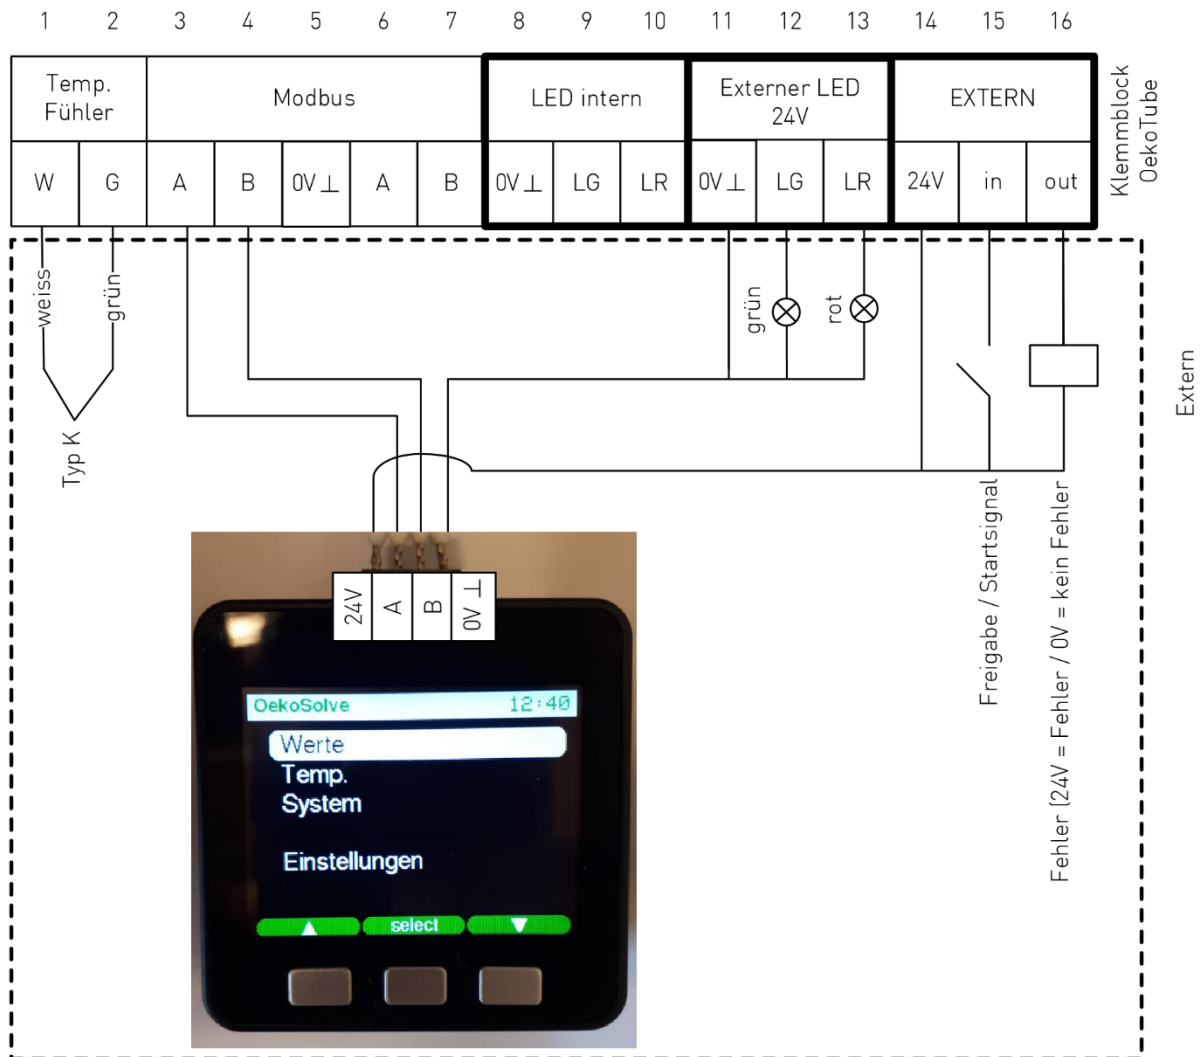 1 2 3 4 5 6 7 8 9 10 11 12 13 14 15 16
Temp.
Fühler
Modbus
LED intern
Externer LED
24V
EXTERN
W G A B 0V ⊥ A B 0V ⊥ LG LR 0V ⊥ LG LR 24V in out
Klemmblock
OekoTube
weiss
grün
Typ K
grün
rot
Extern
Freigabe / Startsignal
Fehler (24V = Fehler / 0V = kein Fehler
24V A B 0V ⊥
OekoSolve 12:40
Werte
Temp.
System
Einstellungen
▲ select ▼